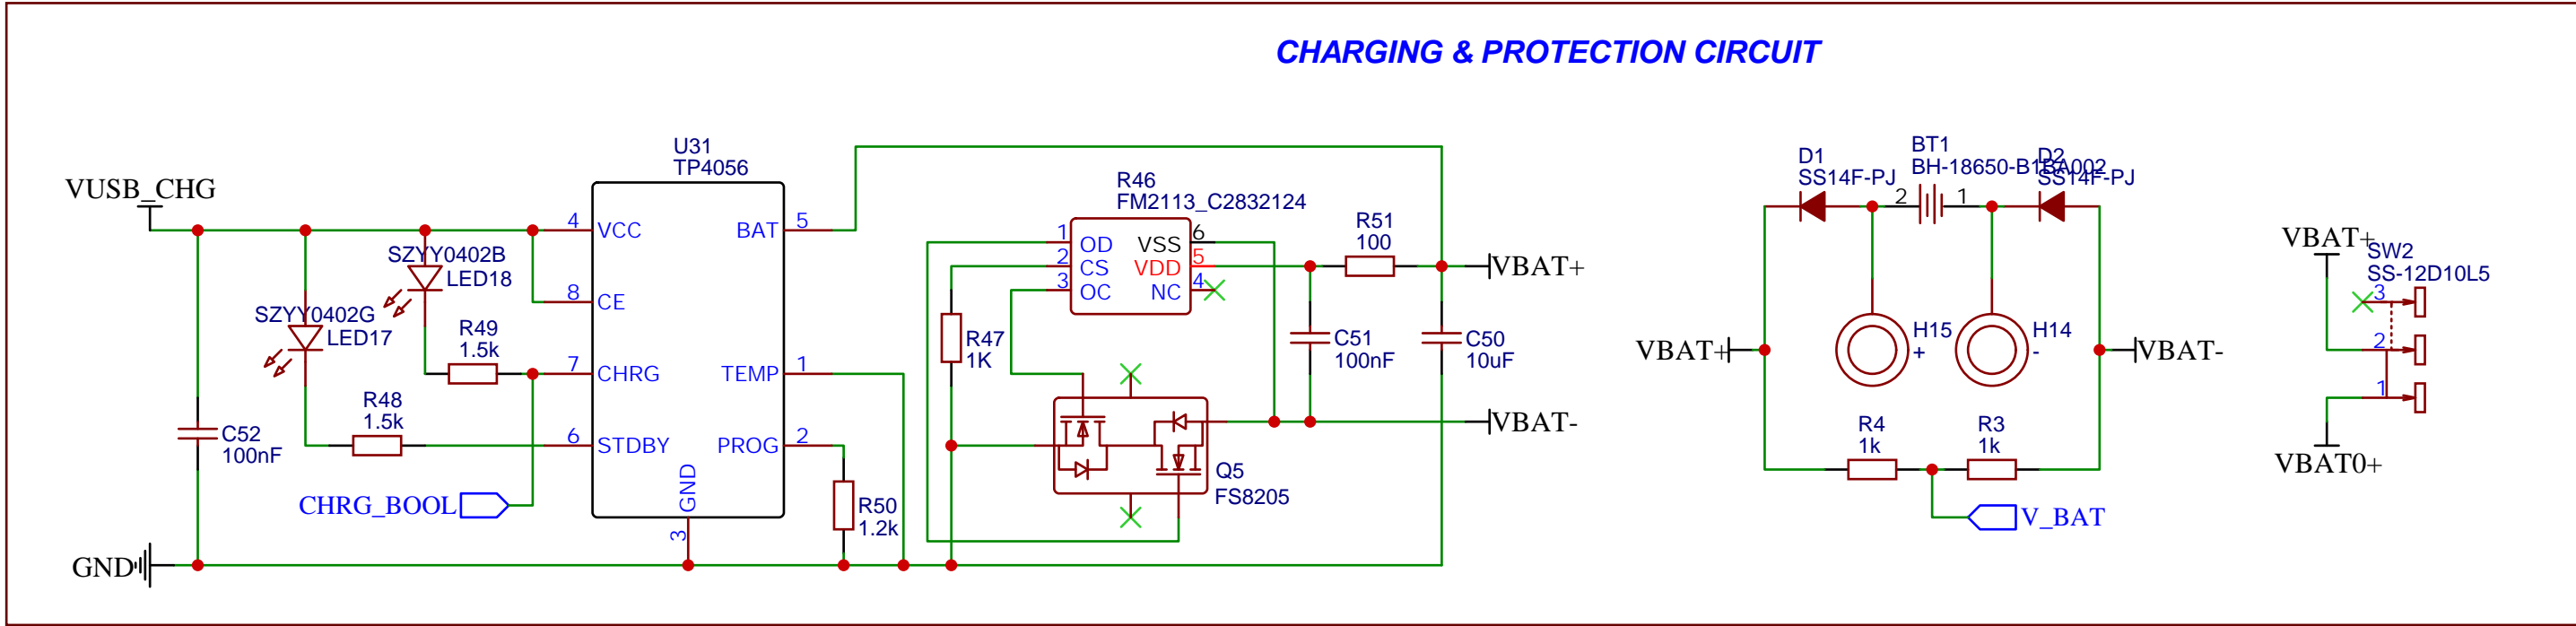 CHARGING & PROTECTION CIRCUIT
VUSB_CHG
GND
C52
100nF
SZYY0402G
LED17
SZYY0402B
LED18
R49
1.5k
R48
1.5k
CHRG_BOOL
U31
TP4056
4 VCC
8 CE
7 CHRG
6 STDBY
BAT 5
TEMP 1
PROG 2
GND
3
R50
1.2k
R46
FM2113_C2832124
1 OD
2 CS
3 OC
VSS 6
VDD 5
NC 4
R47
1K
R51
100
C51
100nF
C50
10uF
VBAT+
VBAT-
Q5
FS8205
D1
SS14F-PJ
BT1
BH-18650-B1BA002
2 1
D2
SS14F-PJ
H15
+
H14
-
VBAT+
VBAT-
R4
1k
R3
1k
V_BAT
VBAT+
SW2
SS-12D10L5
3
2
1
VBAT0+